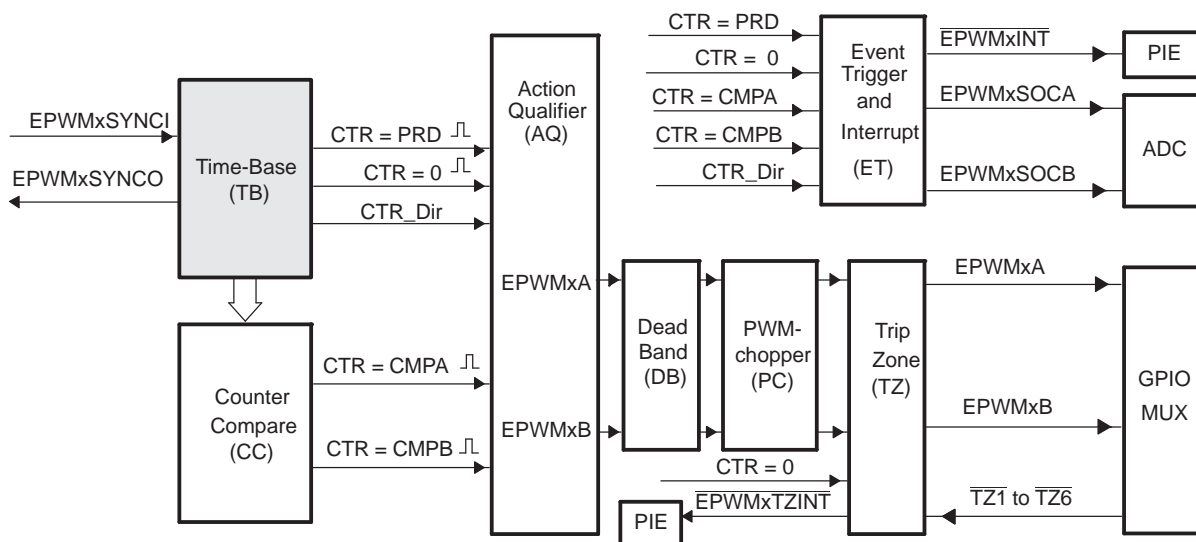 EPWMxSYNCI
EPWMxSYNCO
Time-Base
(TB)
CTR = PRD
CTR = 0
CTR_Dir
Counter
Compare
(CC)
CTR = CMPA
CTR = CMPB
Action
Qualifier
(AQ)
EPWMxA
EPWMxB
CTR = PRD
CTR = 0
CTR = CMPA
CTR = CMPB
CTR_Dir
Event
Trigger
and
Interrupt
(ET)
EPWMxINT
EPWMxSOCA
EPWMxSOCB
PIE
ADC
Dead
Band
(DB)
PWM-
chopper
(PC)
Trip
Zone
(TZ)
CTR = 0
EPWMxTZINT
PIE
EPWMxA
EPWMxB
TZ1 to TZ6
GPIO
MUX